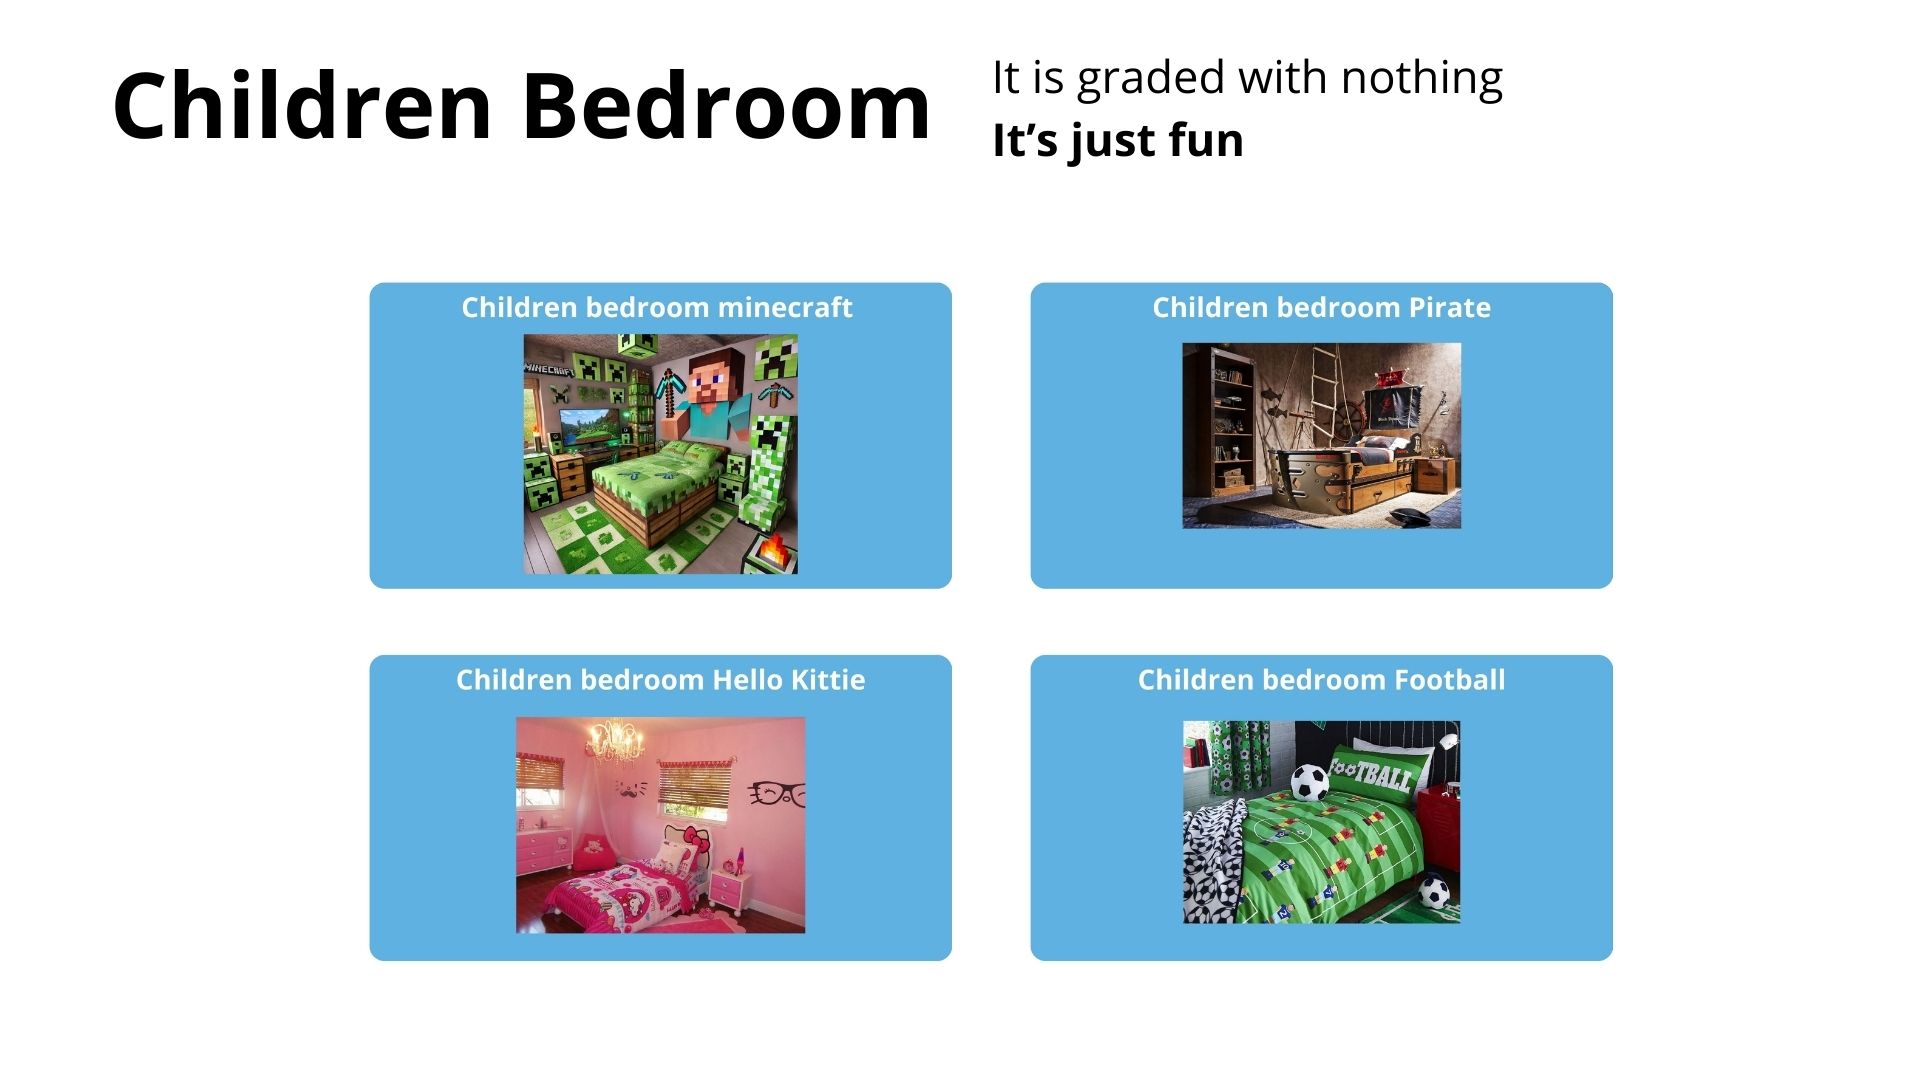 Children Bedroom
It is graded with nothing
It’s just fun
Children bedroom minecraft
MINECRAFT
Children bedroom Pirate
Children bedroom Hello Kittie
Children bedroom Football
FOOTBALL